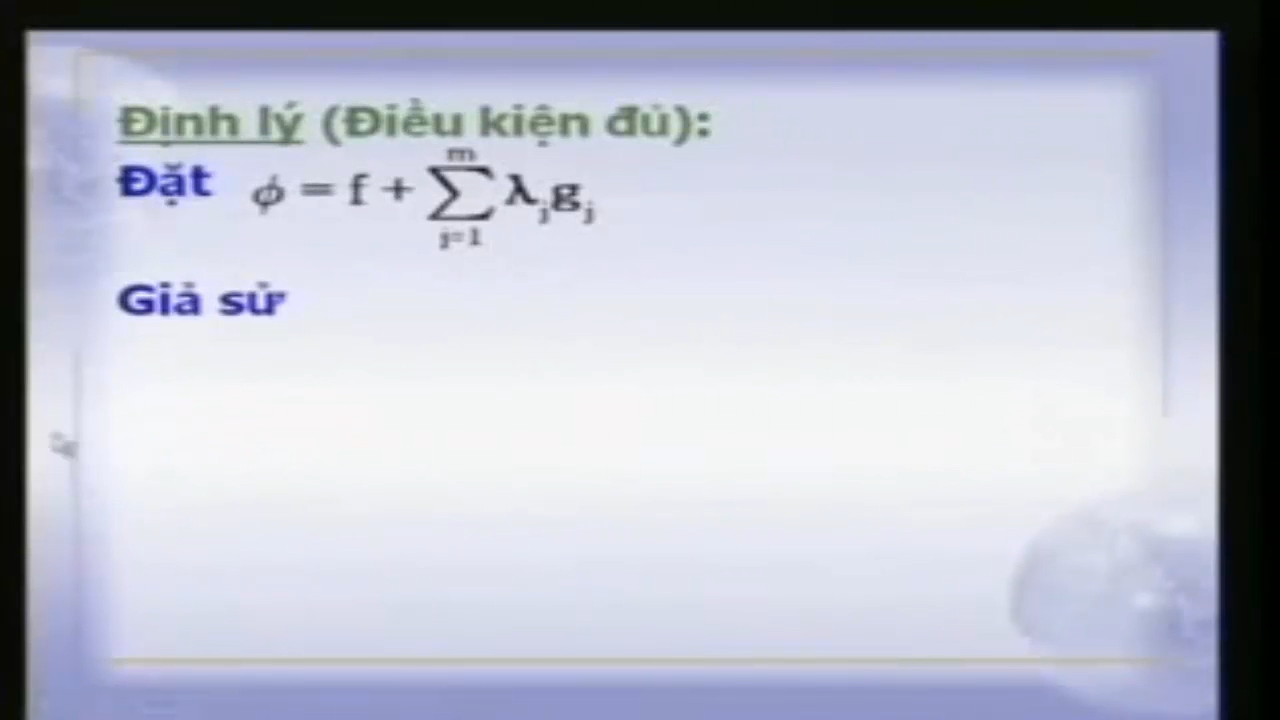 Định lý (Điều kiện đủ):
Đặt ϕ = f + ∑_{j=1}^{m} λ_j g_j
Giả sử